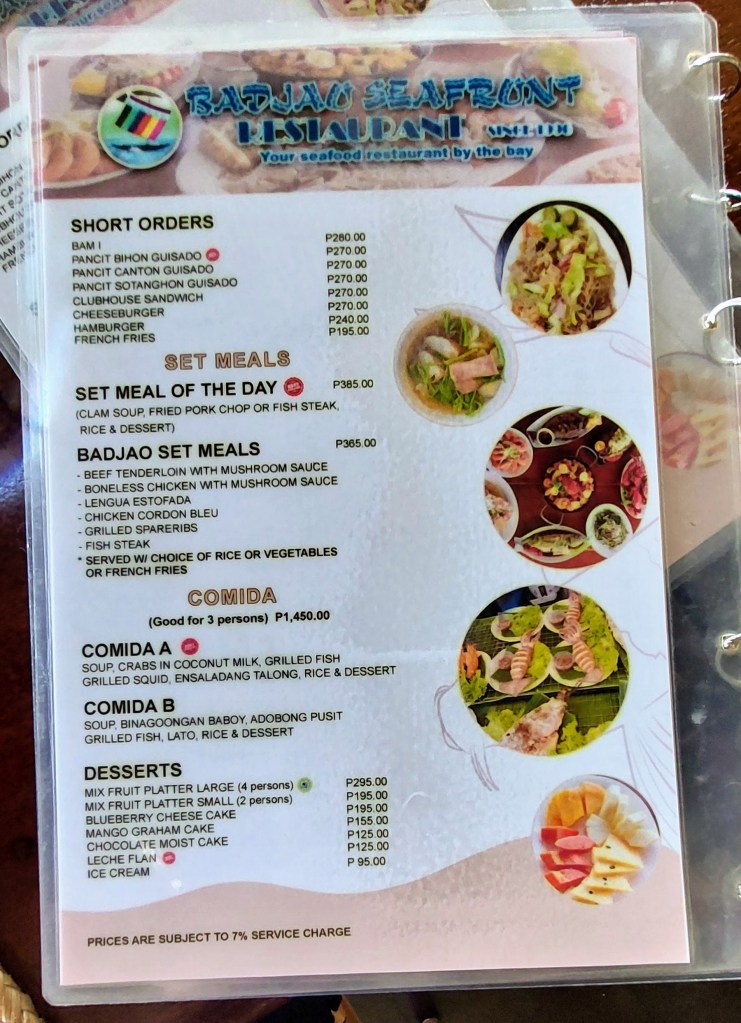 BADJAO SEAFRONT
RESTAURANT SINCE
Your seafood restaurant by the bay
SHORT ORDERS
BAM I P280.00
PANCIT BIHON GUISADO P270.00
PANCIT CANTON GUISADO P270.00
PANCIT SOTANGHON GUISADO P270.00
CLUBHOUSE SANDWICH P270.00
CHEESEBURGER P270.00
HAMBURGER P240.00
FRENCH FRIES P195.00
SET MEALS
SET MEAL OF THE DAY P385.00
(CLAM SOUP, FRIED PORK CHOP OR FISH STEAK,
RICE & DESSERT)
BADJAO SET MEALS P365.00
- BEEF TENDERLOIN WITH MUSHROOM SAUCE
- BONELESS CHICKEN WITH MUSHROOM SAUCE
- LENGUA ESTOFADA
- CHICKEN CORDON BLEU
- GRILLED SPARERIBS
- FISH STEAK
* SERVED W/ CHOICE OF RICE OR VEGETABLES
OR FRENCH FRIES
COMIDA
(Good for 3 persons) P1,450.00
COMIDA A
SOUP, CRABS IN COCONUT MILK, GRILLED FISH
GRILLED SQUID, ENSALADANG TALONG, RICE & DESSERT
COMIDA B
SOUP, BINAGOONGAN BABOY, ADOBONG PUSIT
GRILLED FISH, LATO, RICE & DESSERT
DESSERTS
MIX FRUIT PLATTER LARGE (4 persons) P295.00
MIX FRUIT PLATTER SMALL (2 persons) P195.00
BLUEBERRY CHEESE CAKE P195.00
MANGO GRAHAM CAKE P155.00
CHOCOLATE MOIST CAKE P125.00
LECHE FLAN P125.00
ICE CREAM P 95.00
PRICES ARE SUBJECT TO 7% SERVICE CHARGE